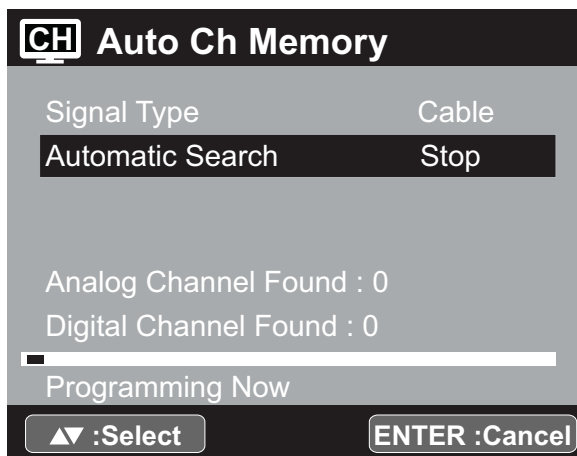 CH Auto Ch Memory
Signal Type Cable
Automatic Search Stop
Analog Channel Found : 0
Digital Channel Found : 0
Programming Now
▲▼ :Select ENTER :Cancel